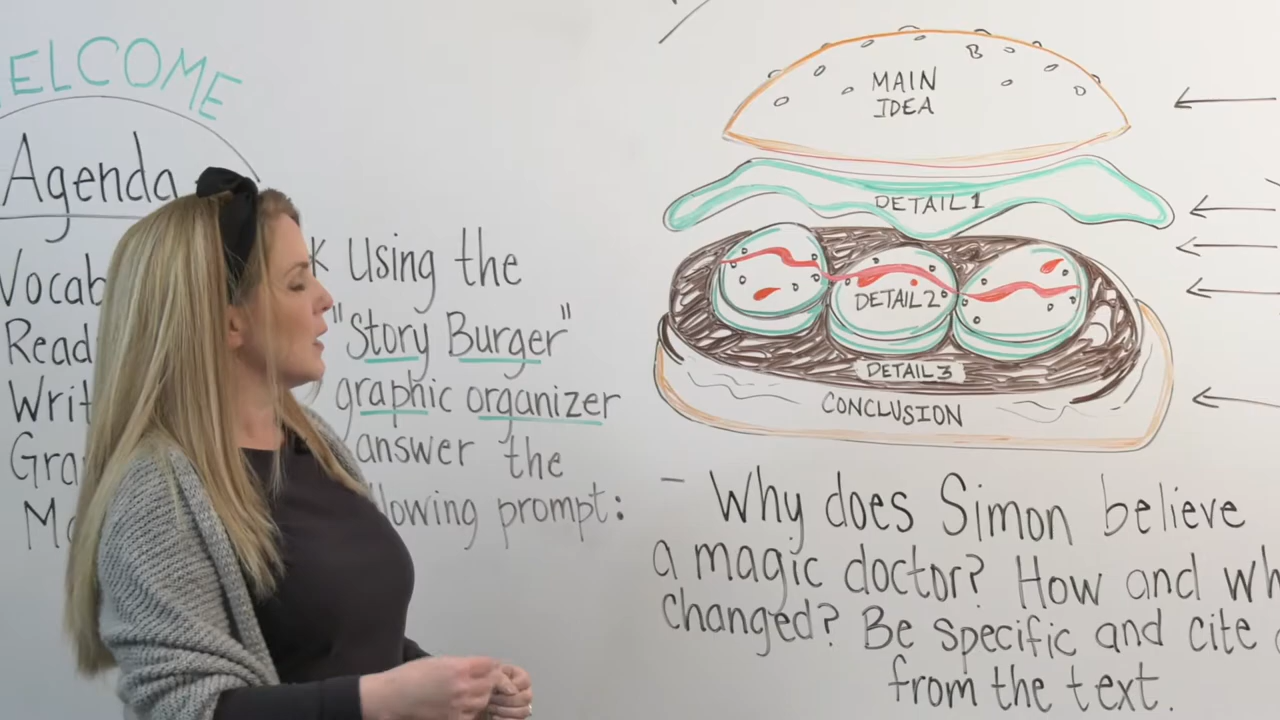 ELCOME
Agenda
Vocab
Read
Writ
Gra
Using the
"Story Burger"
graphic organizer
answer the
lowing prompt:
MAIN
IDEA
DETAIL 1
DETAIL 2
DETAIL 3
CONCLUSION
- Why does Simon believe
a magic doctor? How and wh
changed? Be specific and cite
from the text.